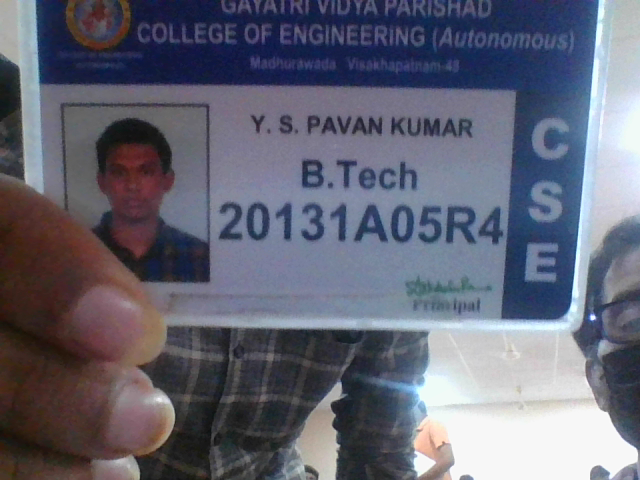 GAYATRI VIDYA PARISHAD
COLLEGE OF ENGINEERING (Autonomous)
Madhurawada Visakhapatnam-48
Y. S. PAVAN KUMAR
B.Tech
20131A05R4
CSE
Principal